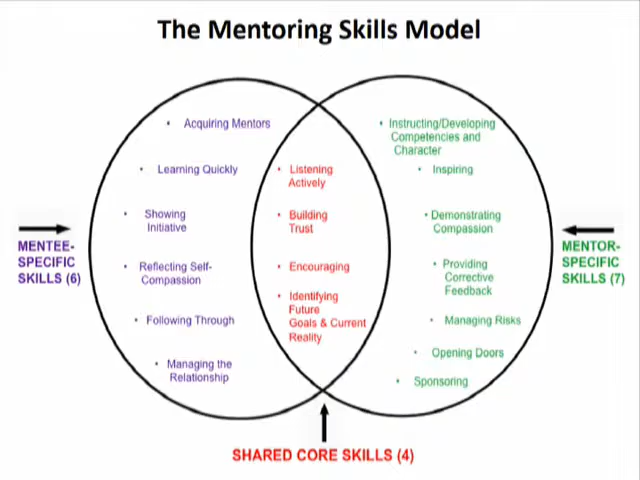 The Mentoring Skills Model
• Acquiring Mentors
• Learning Quickly
• Showing
Initiative
• Reflecting Self-
Compassion
• Following Through
• Managing the
Relationship
MENTEE-
SPECIFIC
SKILLS (6)
• Listening
Actively
• Building
Trust
• Encouraging
• Identifying
Future
Goals & Current
Reality
• Instructing/Developing
Competencies and
Character
• Inspiring
• Demonstrating
Compassion
• Providing
Corrective
Feedback
• Managing Risks
• Opening Doors
• Sponsoring
MENTOR-
SPECIFIC
SKILLS (7)
SHARED CORE SKILLS (4)